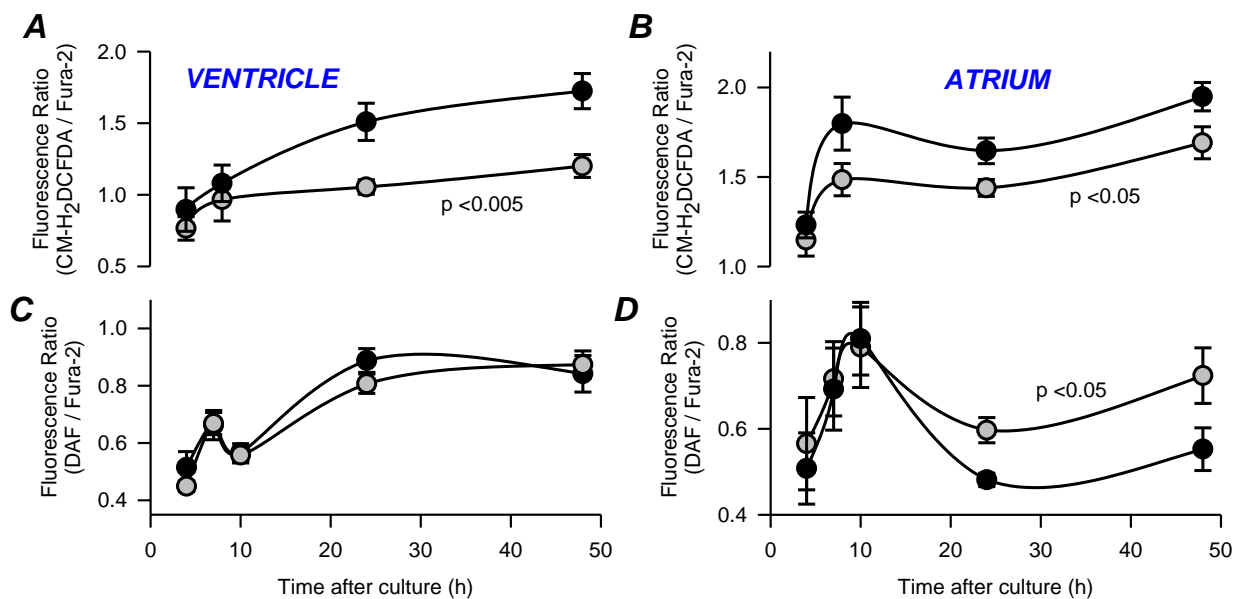 A
VENTRICLE
Fluorescence Ratio
(CM-H₂DCFDA / Fura-2)
2.0
1.5
1.0
0.5
p <0.005
B
ATRIUM
Fluorescence Ratio
(CM-H₂DCFDA / Fura-2)
2.0
1.5
1.0
p <0.05
C
Fluorescence Ratio
(DAF / Fura-2)
1.0
0.8
0.6
0.4
0 10 20 30 40 50
Time after culture (h)
D
Fluorescence Ratio
(DAF / Fura-2)
0.8
0.6
0.4
p <0.05
0 10 20 30 40 50
Time after culture (h)